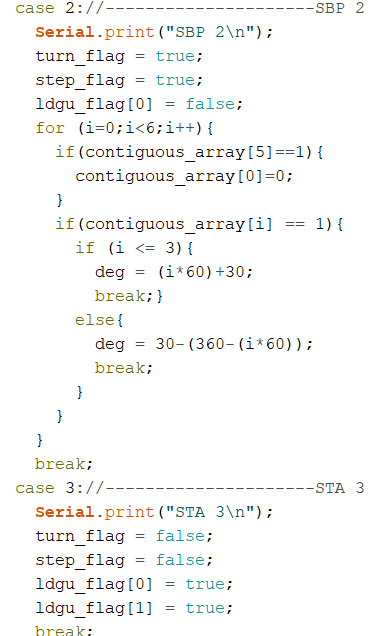 case 2://---------------------SBP 2
  Serial.print("SBP 2\n");
  turn_flag = true;
  step_flag = true;
  ldgu_flag[0] = false;
  for (i=0;i<6;i++){
    if(contiguous_array[5]==1){
      contiguous_array[0]=0;
    }
    if(contiguous_array[i] == 1){
      if (i <= 3){
        deg = (i*60)+30;
        break;}
      else{
        deg = 30-(360-(i*60));
        break;
      }
    }
  }
  break;
case 3://---------------------STA 3
  Serial.print("STA 3\n");
  turn_flag = false;
  step_flag = false;
  ldgu_flag[0] = true;
  ldgu_flag[1] = true;
  break;